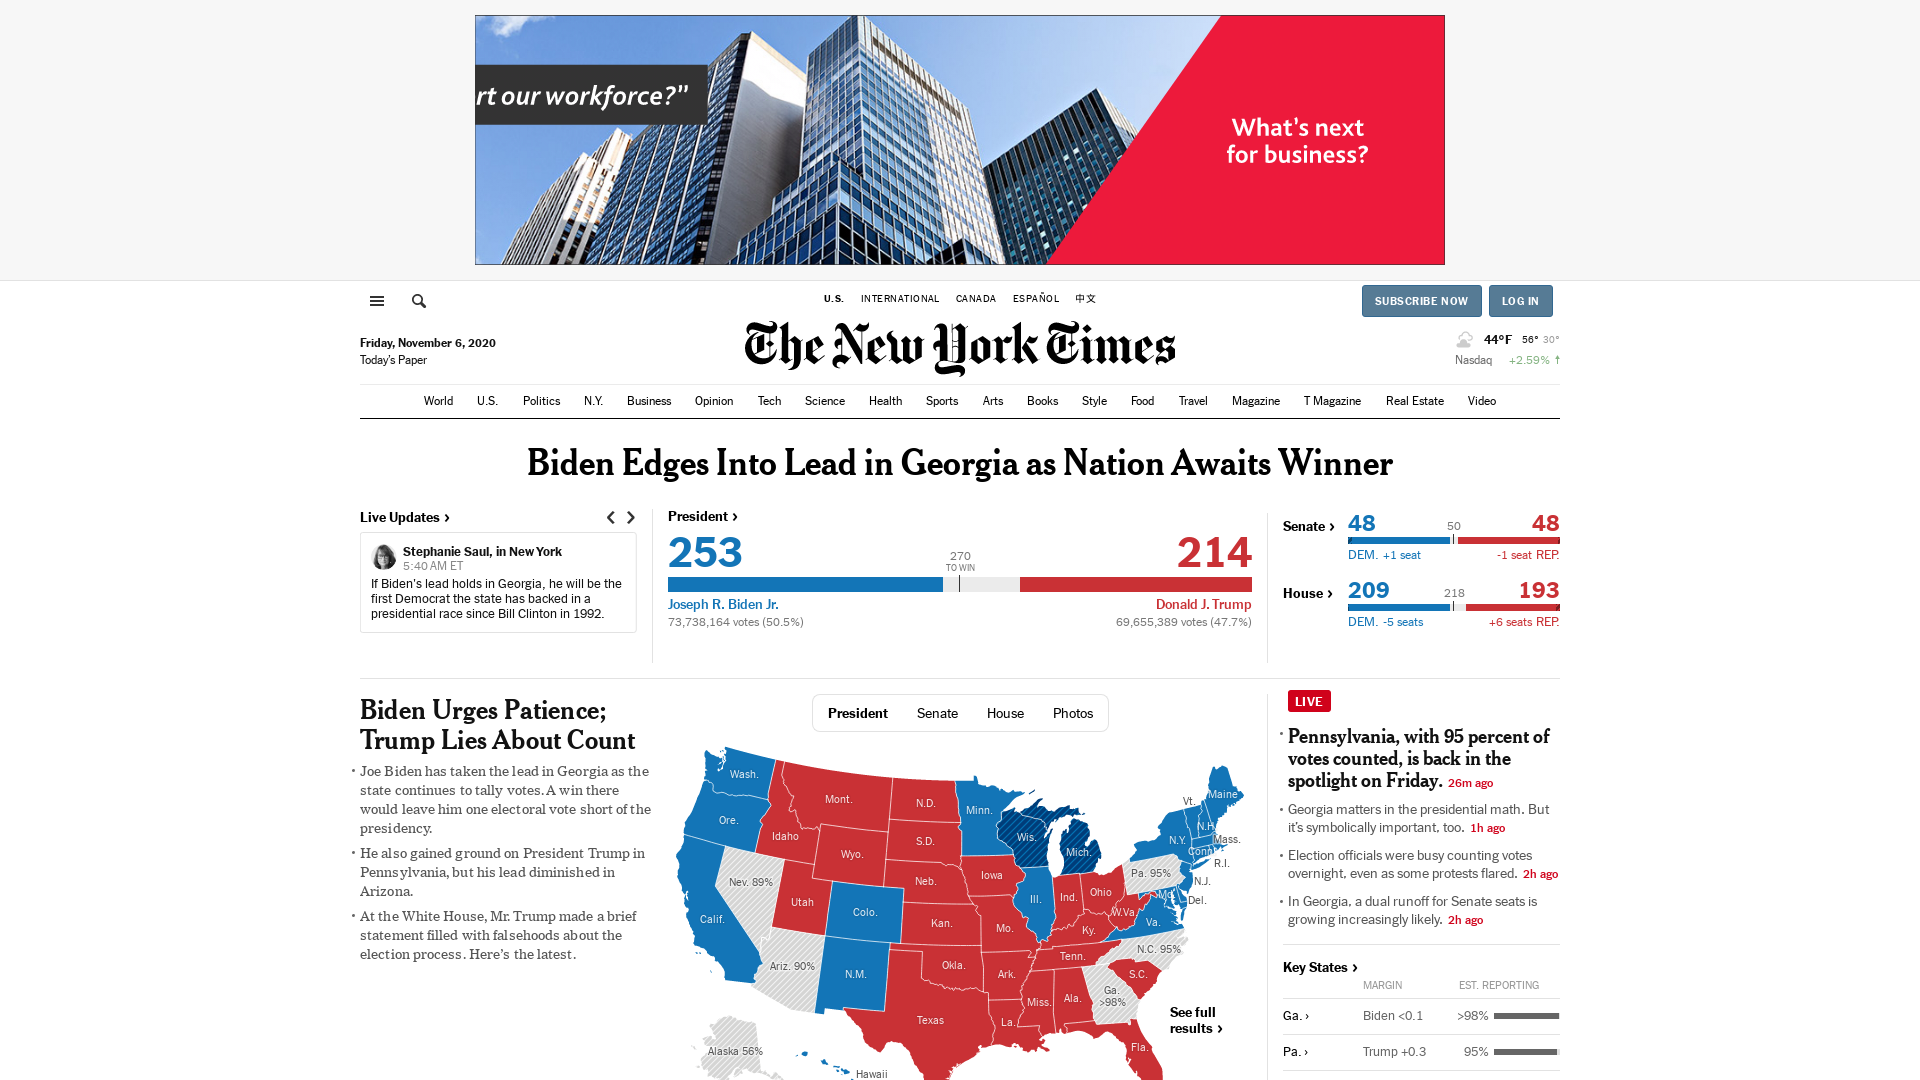 rt our workforce?”
What’s next
for business?
U.S. INTERNATIONAL CANADA ESPAÑOL 中文
SUBSCRIBE NOW LOG IN
Friday, November 6, 2020
Today’s Paper
The New York Times
44°F 56° 30°
Nasdaq +2.59% ↑
World U.S. Politics N.Y. Business Opinion Tech Science Health Sports Arts Books Style Food Travel Magazine T Magazine Real Estate Video
Biden Edges Into Lead in Georgia as Nation Awaits Winner
Live Updates ›
Stephanie Saul, in New York
5:40 AM ET
If Biden’s lead holds in Georgia, he will be the
first Democrat the state has backed in a
presidential race since Bill Clinton in 1992.
President ›
253
270
TO WIN
214
Joseph R. Biden Jr.
Donald J. Trump
73,738,164 votes (50.5%)
69,655,389 votes (47.7%)
Senate ›
48
50
48
DEM. +1 seat
-1 seat REP.
House ›
209
218
193
DEM. -5 seats
+6 seats REP.
Biden Urges Patience;
Trump Lies About Count
• Joe Biden has taken the lead in Georgia as the
state continues to tally votes. A win there
would leave him one electoral vote short of the
presidency.
• He also gained ground on President Trump in
Pennsylvania, but his lead diminished in
Arizona.
• At the White House, Mr. Trump made a brief
statement filled with falsehoods about the
election process. Here’s the latest.
President Senate House Photos
Wash.
Mont.
N.D.
Minn.
Vt.
Maine
Ore.
Idaho
S.D.
Wis.
N.H.
Wyo.
Mich.
N.Y.
Mass.
Conn.
R.I.
Nev. 89%
Neb.
Iowa
Pa. 95%
N.J.
Utah
Colo.
Ill.
Ind.
Ohio
Md.
Del.
Calif.
Kan.
Mo.
W.Va.
Va.
Ky.
Ariz. 90%
N.M.
Okla.
Ark.
Tenn.
N.C. 95%
S.C.
Texas
La.
Miss.
Ala.
Ga.
>98%
Fla.
Alaska 56%
Hawaii
See full
results ›
LIVE
• Pennsylvania, with 95 percent of
votes counted, is back in the
spotlight on Friday. 26m ago
• Georgia matters in the presidential math. But
it’s symbolically important, too. 1h ago
• Election officials were busy counting votes
overnight, even as some protests flared. 2h ago
• In Georgia, a dual runoff for Senate seats is
growing increasingly likely. 2h ago
Key States ›
MARGIN EST. REPORTING
Ga. › Biden <0.1 >98%
Pa. › Trump +0.3 95%